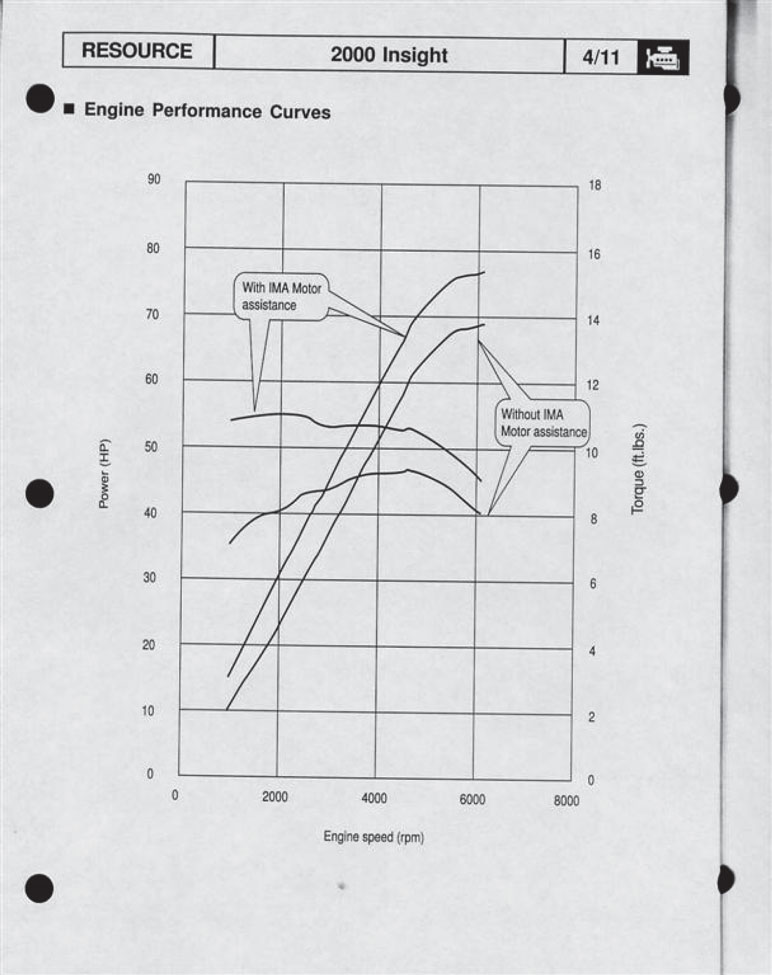 RESOURCE
2000 Insight
4/11
■ Engine Performance Curves
90
80
70
60
50
40
30
20
10
0
18
16
14
12
10
8
6
4
2
0
With IMA Motor
assistance
Without IMA
Motor assistance
Power (HP)
Torque (ft.lbs.)
0
2000
4000
6000
8000
Engine speed (rpm)